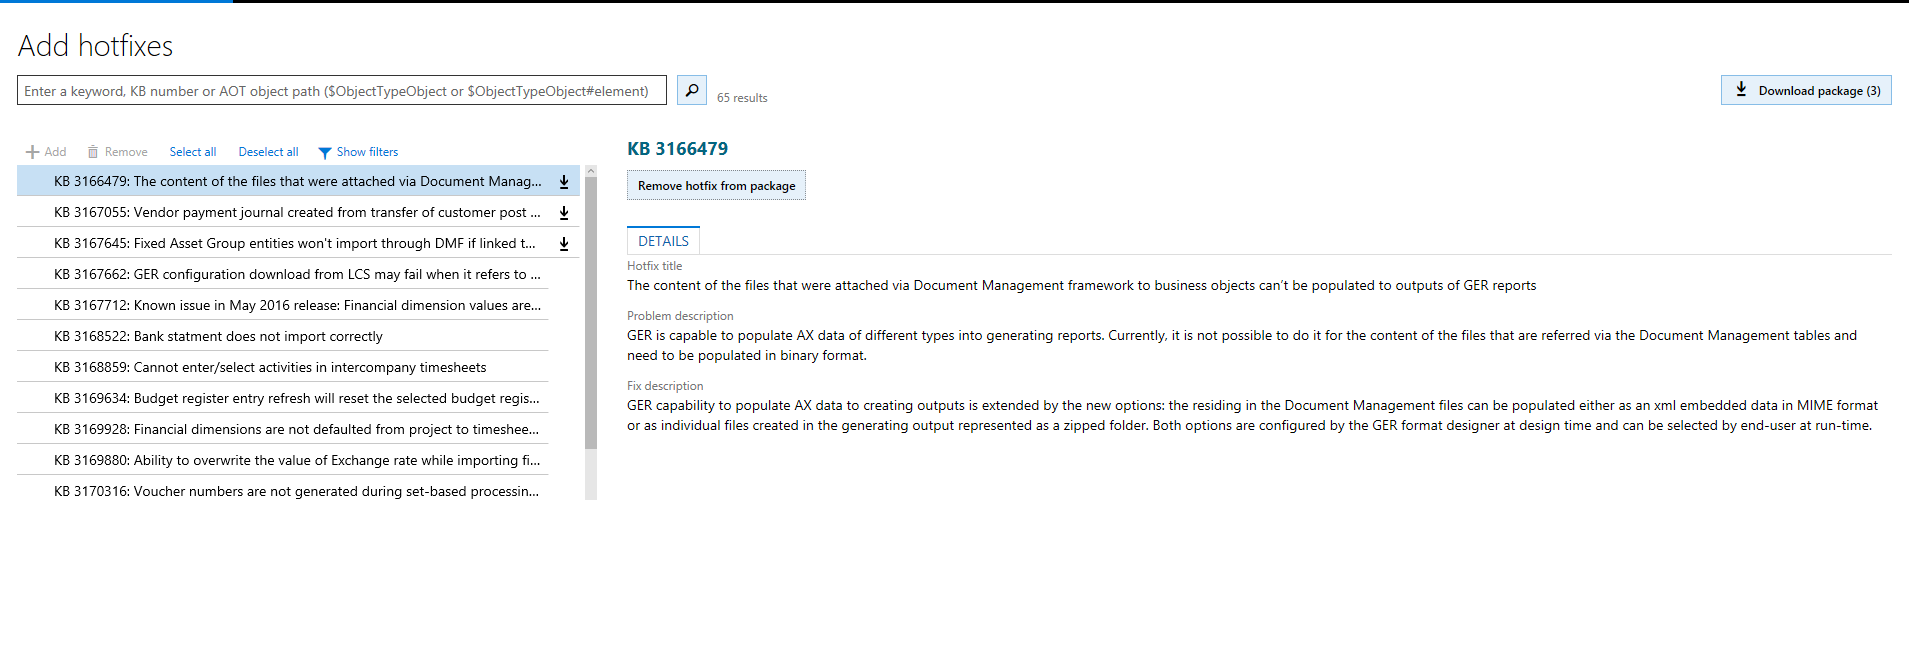 Add hotfixes
Enter a keyword, KB number or AOT object path ($ObjectTypeObject or $ObjectTypeObject#element)
65 results
Download package (3)
Add Remove Select all Deselect all Show filters
KB 3166479: The content of the files that were attached via Document Manag...
KB 3167055: Vendor payment journal created from transfer of customer post ...
KB 3167645: Fixed Asset Group entities won't import through DMF if linked t...
KB 3167662: GER configuration download from LCS may fail when it refers to ...
KB 3167712: Known issue in May 2016 release: Financial dimension values are...
KB 3168522: Bank statment does not import correctly
KB 3168859: Cannot enter/select activities in intercompany timesheets
KB 3169634: Budget register entry refresh will reset the selected budget regis...
KB 3169928: Financial dimensions are not defaulted from project to timeshee...
KB 3169880: Ability to overwrite the value of Exchange rate while importing fi...
KB 3170316: Voucher numbers are not generated during set-based processin...
KB 3166479
Remove hotfix from package
DETAILS
Hotfix title
The content of the files that were attached via Document Management framework to business objects can't be populated to outputs of GER reports
Problem description
GER is capable to populate AX data of different types into generating reports. Currently, it is not possible to do it for the content of the files that are referred via the Document Management tables and
need to be populated in binary format.
Fix description
GER capability to populate AX data to creating outputs is extended by the new options: the residing in the Document Management files can be populated either as an xml embedded data in MIME format
or as individual files created in the generating output represented as a zipped folder. Both options are configured by the GER format designer at design time and can be selected by end-user at run-time.